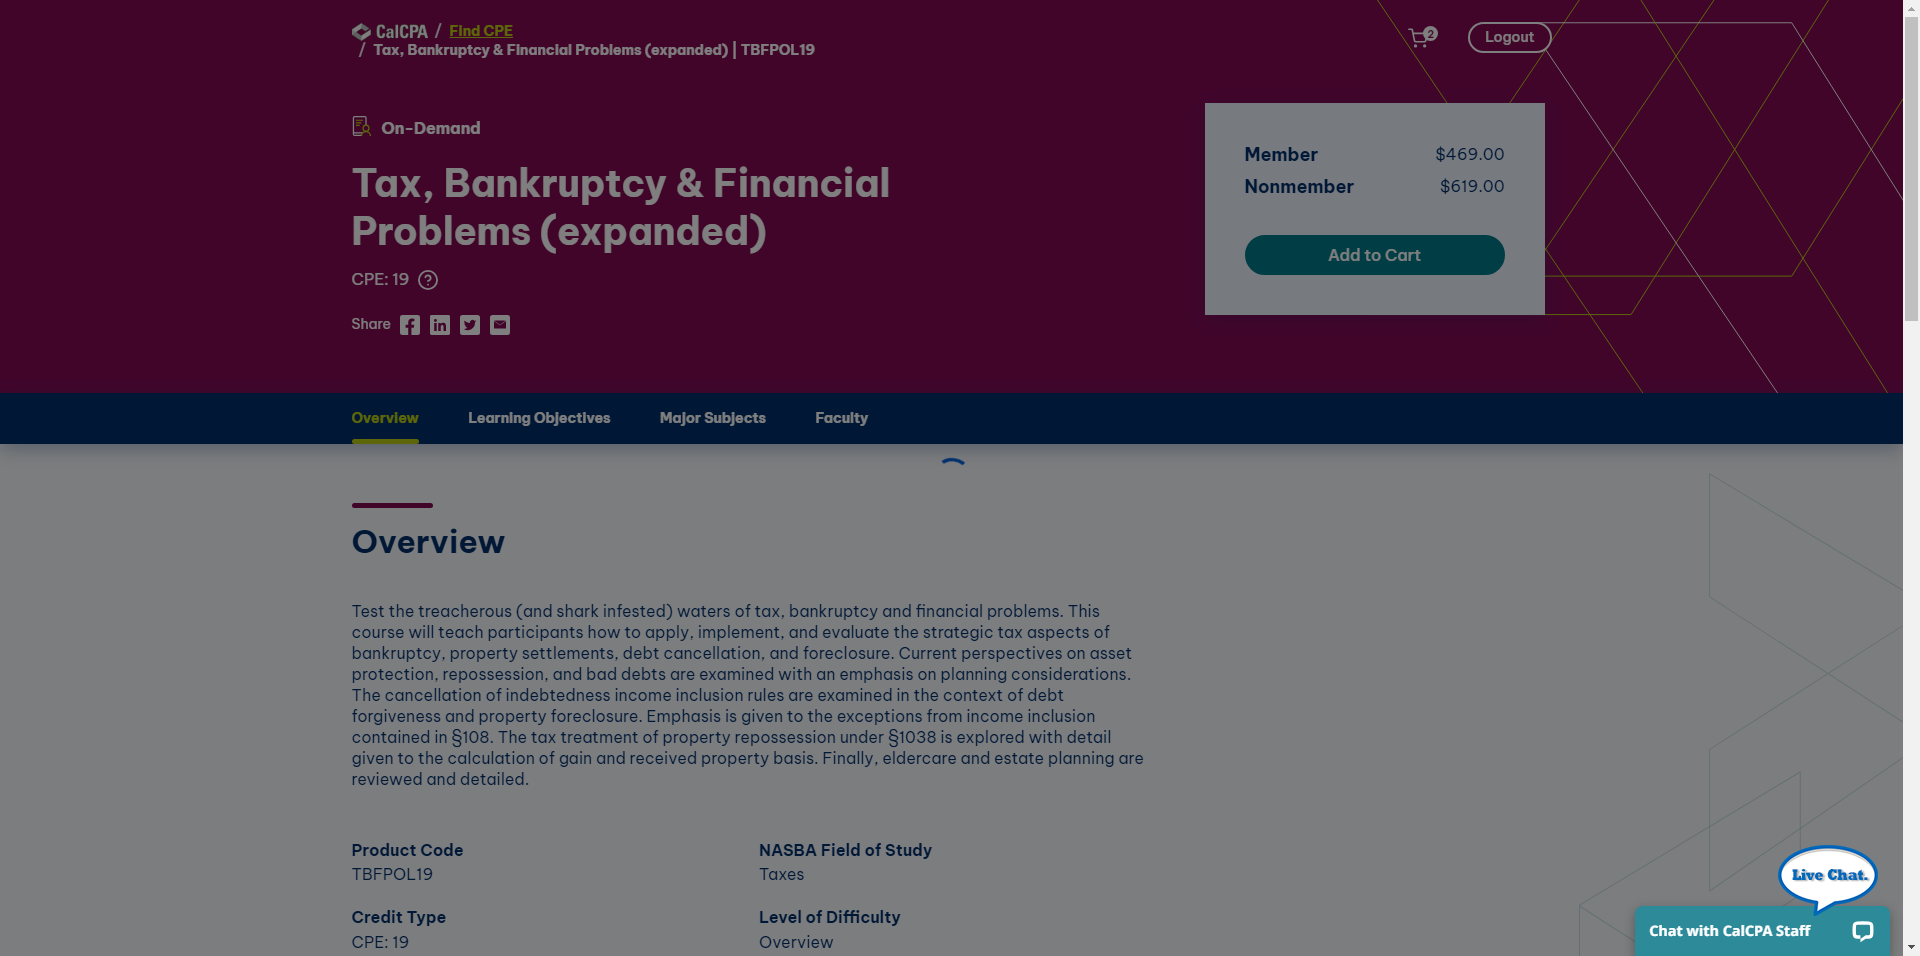 CalCPA / Find CPE
/ Tax, Bankruptcy & Financial Problems (expanded) | TBFPOL19
2
Logout
On-Demand
Tax, Bankruptcy & Financial
Problems (expanded)
CPE: 19 ?
Share
Member $469.00
Nonmember $619.00
Add to Cart
Overview Learning Objectives Major Subjects Faculty
Overview
Test the treacherous (and shark infested) waters of tax, bankruptcy and financial problems. This
course will teach participants how to apply, implement, and evaluate the strategic tax aspects of
bankruptcy, property settlements, debt cancellation, and foreclosure. Current perspectives on asset
protection, repossession, and bad debts are examined with an emphasis on planning considerations.
The cancellation of indebtedness income inclusion rules are examined in the context of debt
forgiveness and property foreclosure. Emphasis is given to the exceptions from income inclusion
contained in §108. The tax treatment of property repossession under §1038 is explored with detail
given to the calculation of gain and received property basis. Finally, eldercare and estate planning are
reviewed and detailed.
Product Code
TBFPOL19
NASBA Field of Study
Taxes
Credit Type
CPE: 19
Level of Difficulty
Overview
Live Chat.
Chat with CalCPA Staff